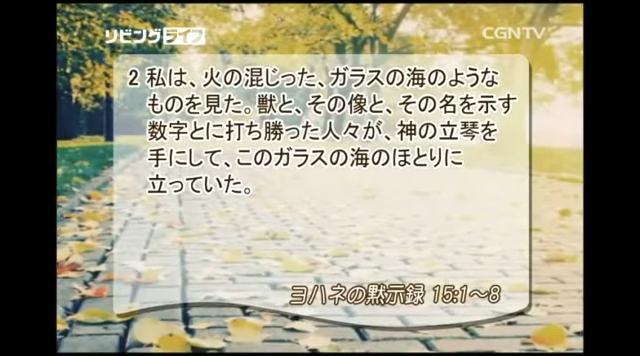 リビングライフ
CGNTV
2 私は、火の混じった、ガラスの海のような
ものを見た。獣と、その像と、その名を示す
数字とに打ち勝った人々が、神の立琴を
手にして、このガラスの海のほとりに
立っていた。
ヨハネの黙示録 15:1〜8